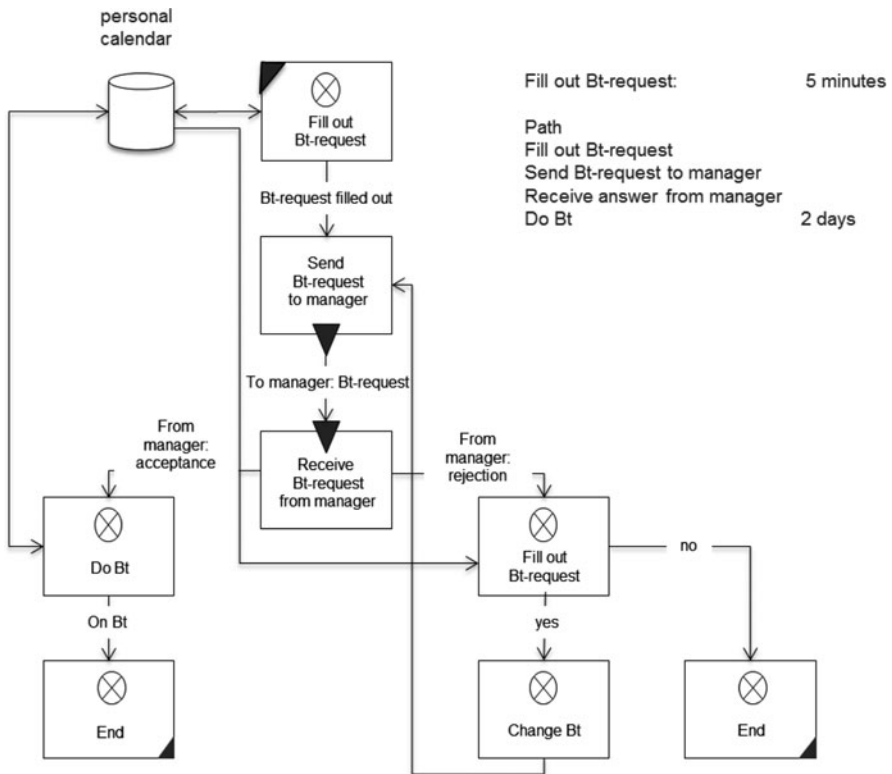 personal
calendar
Fill out
Bt-request
Fill out Bt-request: 5 minutes
Path
Fill out Bt-request
Send Bt-request to manager
Receive answer from manager
Do Bt 2 days
Bt-request filled out
Send
Bt-request
to manager
To manager: Bt-request
From
manager:
acceptance
Receive
Bt-request
from manager
From
manager:
rejection
Do Bt
Fill out
Bt-request
no
On Bt
yes
End
Change Bt
End